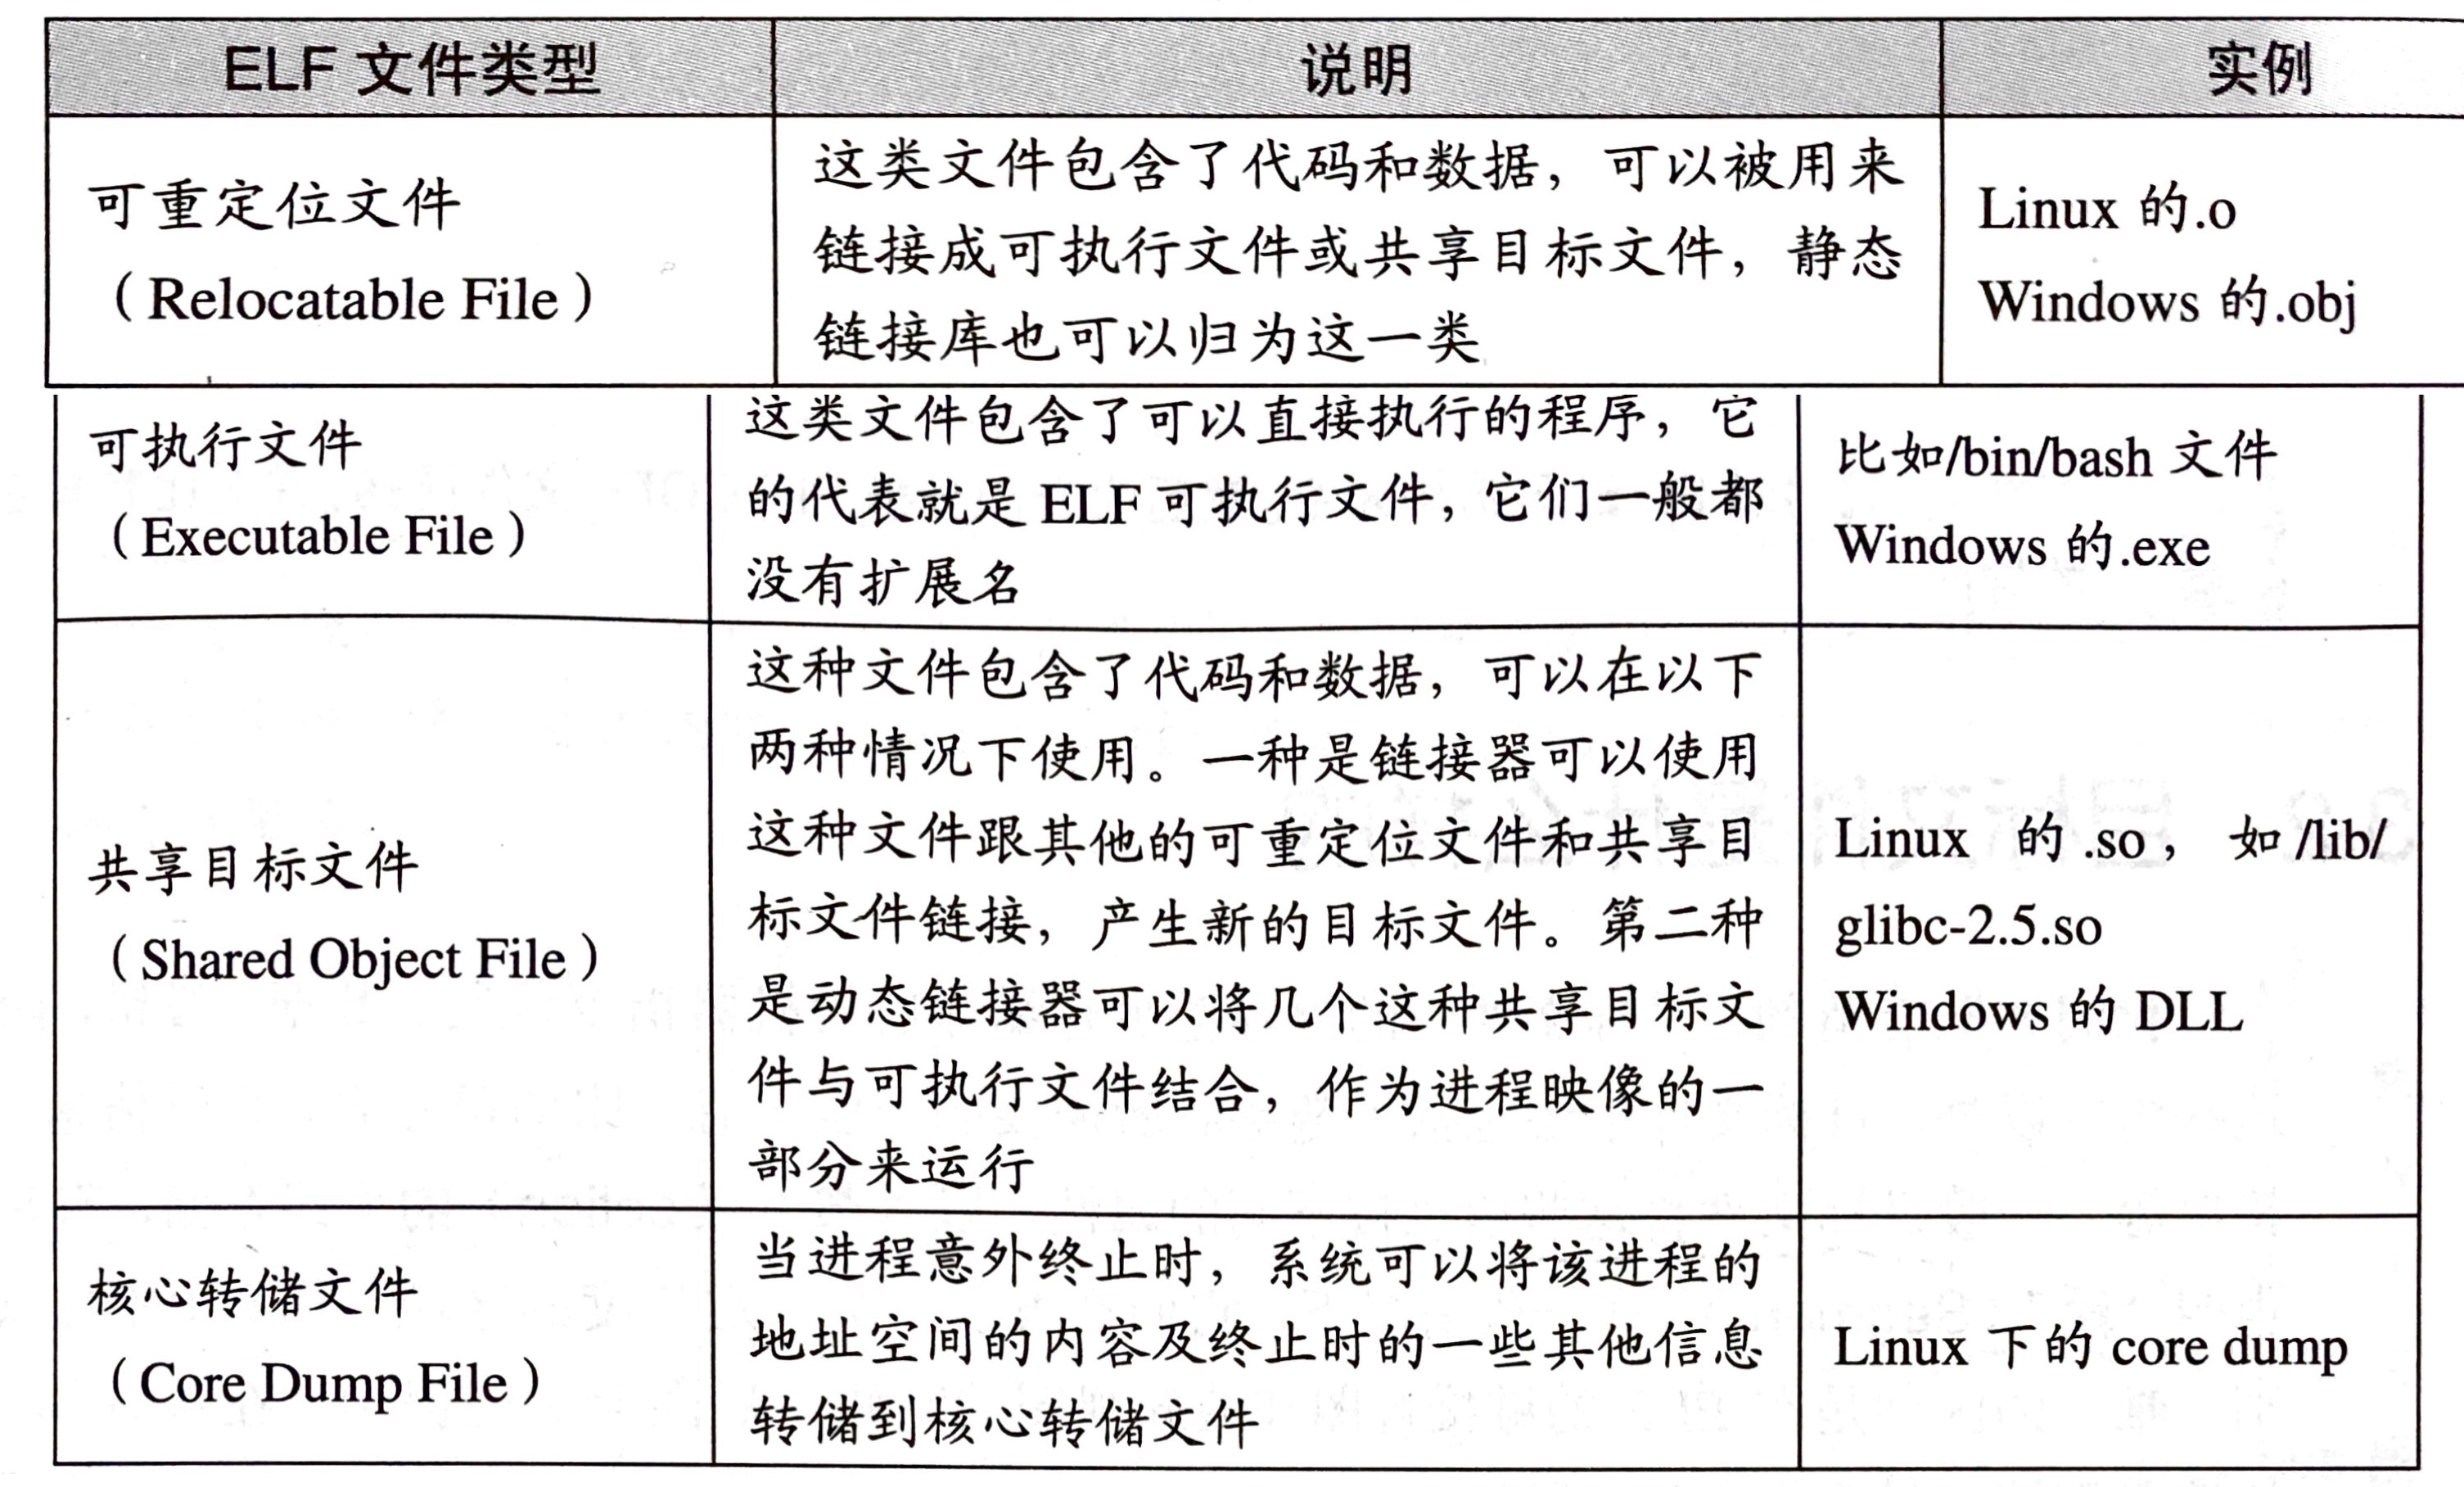 ELF 文件类型
说明
实例
可重定位文件
（Relocatable File）
这类文件包含了代码和数据，可以被用来
链接成可执行文件或共享目标文件，静态
链接库也可以归为这一类
Linux 的.o
Windows 的.obj
可执行文件
（Executable File）
这类文件包含了可以直接执行的程序，它
的代表就是 ELF 可执行文件，它们一般都
没有扩展名
比如/bin/bash 文件
Windows 的.exe
共享目标文件
（Shared Object File）
这种文件包含了代码和数据，可以在以下
两种情况下使用。一种是链接器可以使用
这种文件跟其他的可重定位文件和共享目
标文件链接，产生新的目标文件。第二种
是动态链接器可以将几个这种共享目标文
件与可执行文件结合，作为进程映像的一
部分来运行
Linux 的 .so， 如 /lib/
glibc-2.5.so
Windows 的 DLL
核心转储文件
（Core Dump File）
当进程意外终止时，系统可以将该进程的
地址空间的内容及终止时的一些其他信息
转储到核心转储文件
Linux 下的 core dump